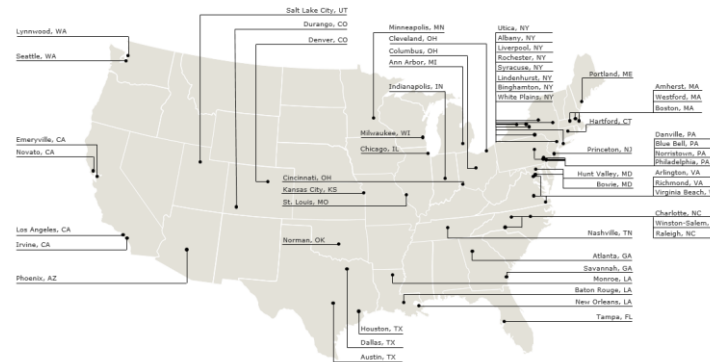 Salt Lake City, UT
Durango, CO
Denver, CO
Minneapolis, MN
Cleveland, OH
Columbus, OH
Ann Arbor, MI
Indianapolis, IN
Utica, NY
Albany, NY
Liverpool, NY
Rochester, NY
Syracuse, NY
Lindenhurst, NY
Binghamton, NY
White Plains, NY
Lynnwood, WA
Seattle, WA
Portland, ME
Amherst, MA
Westford, MA
Boston, MA
Hartford, CT
Milwaukee, WI
Chicago, IL
Emeryville, CA
Novato, CA
Princeton, NJ
Danville, PA
Blue Bell, PA
Norristown, PA
Philadelphia, PA
Cincinnati, OH
Kansas City, KS
St. Louis, MO
Hunt Valley, MD
Bowie, MD
Arlington, VA
Richmond, VA
Virginia Beach, V
Los Angeles, CA
Irvine, CA
Norman, OK
Nashville, TN
Charlotte, NC
Winston-Salem,
Raleigh, NC
Phoenix, AZ
Atlanta, GA
Savannah, GA
Monroe, LA
Baton Rouge, LA
New Orleans, LA
Tampa, FL
Houston, TX
Dallas, TX
Austin, TX